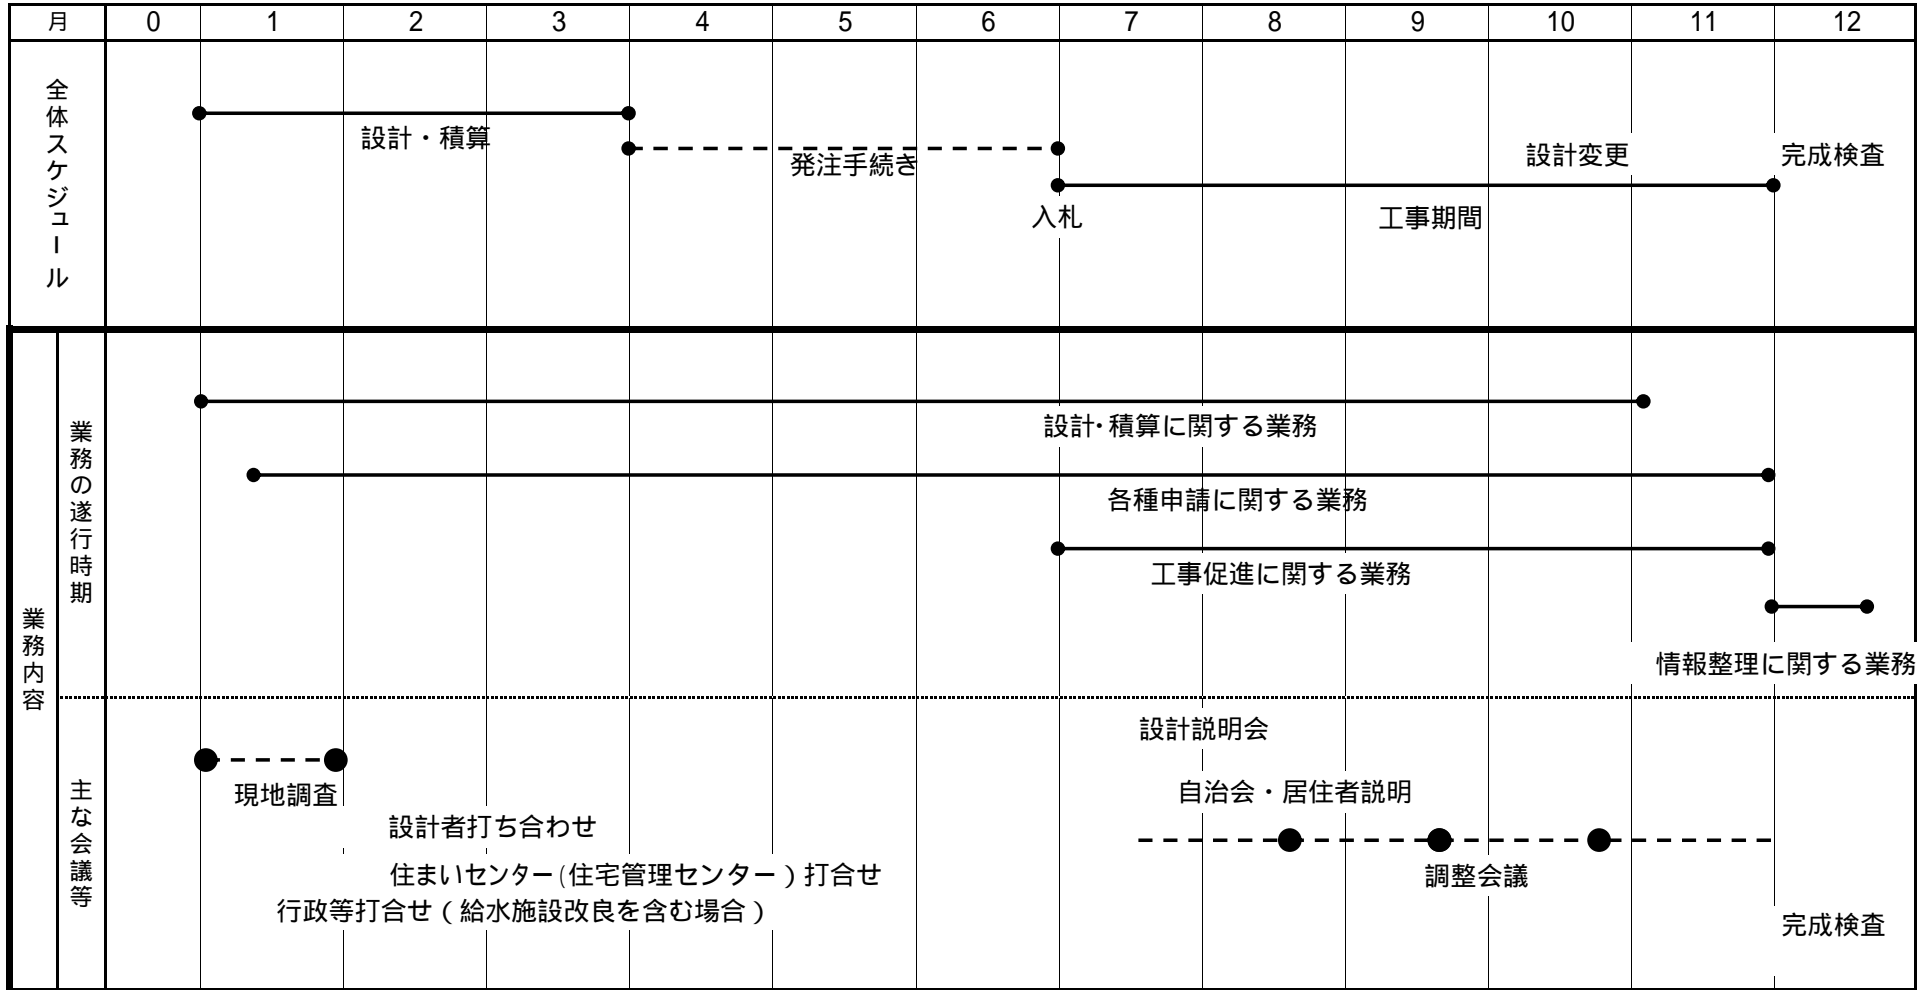 月 0 1 2 3 4 5 6 7 8 9 10 11 12
全体スケジュール
設計・積算
発注手続き
設計変更
完成検査
入札
工事期間
業務内容
業務の遂行時期
設計・積算に関する業務
各種申請に関する業務
工事促進に関する業務
情報整理に関する業務
主な会議等
設計説明会
現地調査
自治会・居住者説明
設計者打ち合わせ
住まいセンター(住宅管理センター)打合せ
調整会議
行政等打合せ(給水施設改良を含む場合)
完成検査